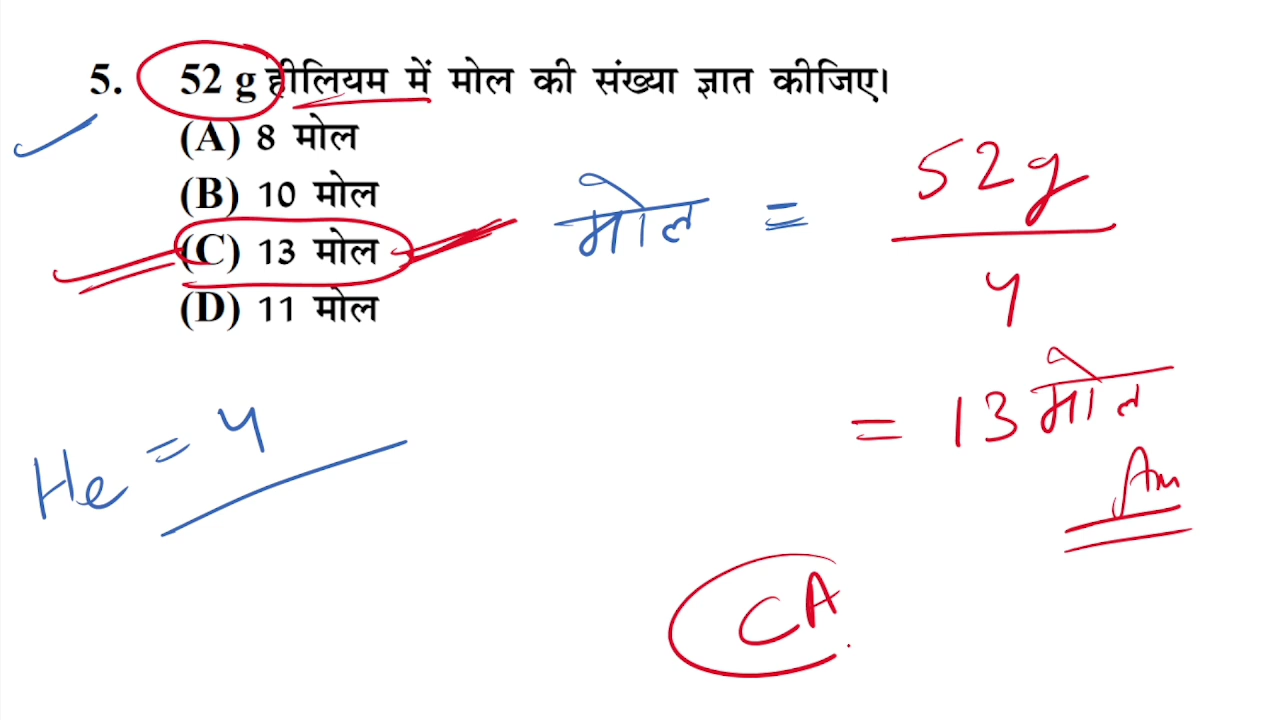 5. 52 g हीलियम में मोल की संख्या ज्ञात कीजिए।
(A) 8 मोल
(B) 10 मोल
(C) 13 मोल
(D) 11 मोल
मोल = 52g
4
= 13 मोल
Ans
He = 4
CA